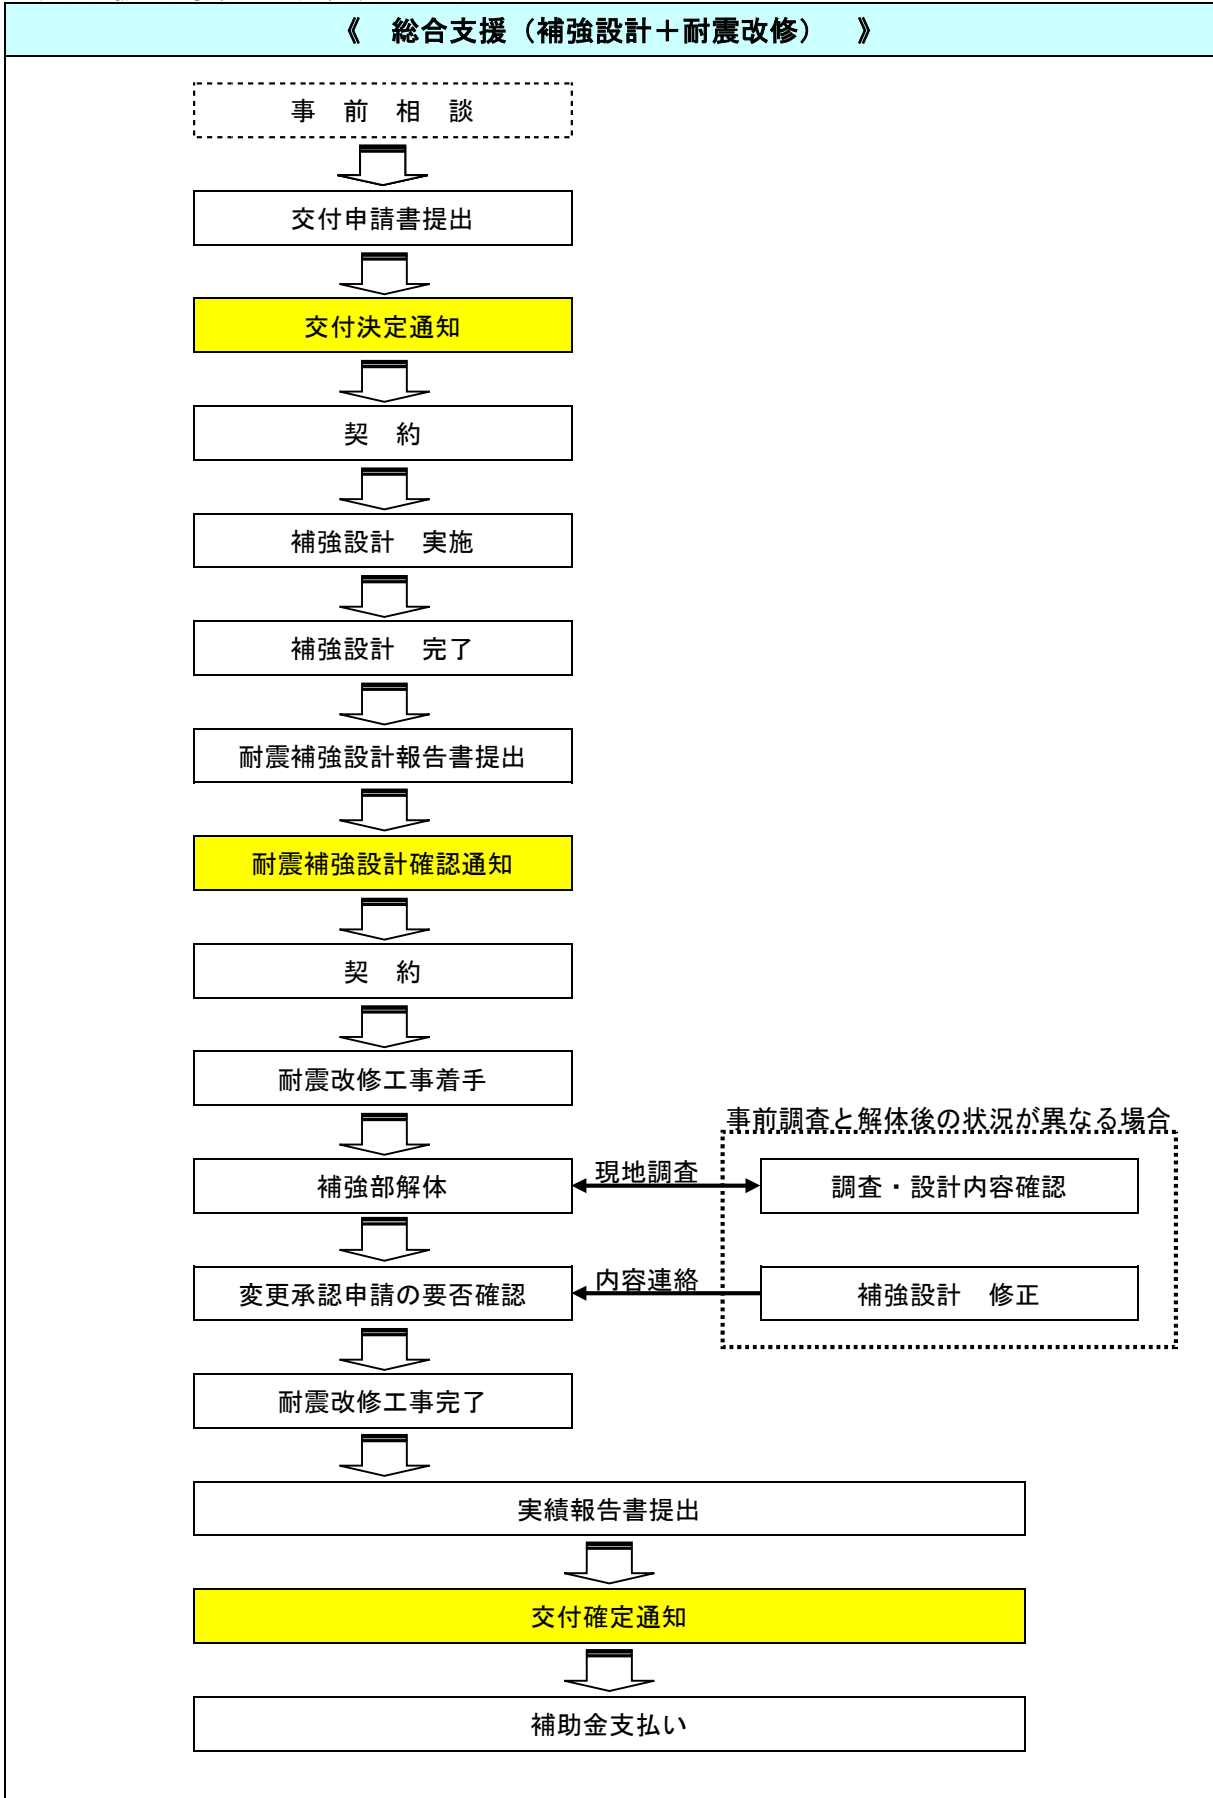 《　総合支援（補強設計＋耐震改修）　》
事　前　相　談
交付申請書提出
交付決定通知
契　約
補強設計　実施
補強設計　完了
耐震補強設計報告書提出
耐震補強設計確認通知
契　約
耐震改修工事着手
事前調査と解体後の状況が異なる場合
補強部解体
現地調査
調査・設計内容確認
変更承認申請の要否確認
内容連絡
補強設計　修正
耐震改修工事完了
実績報告書提出
交付確定通知
補助金支払い